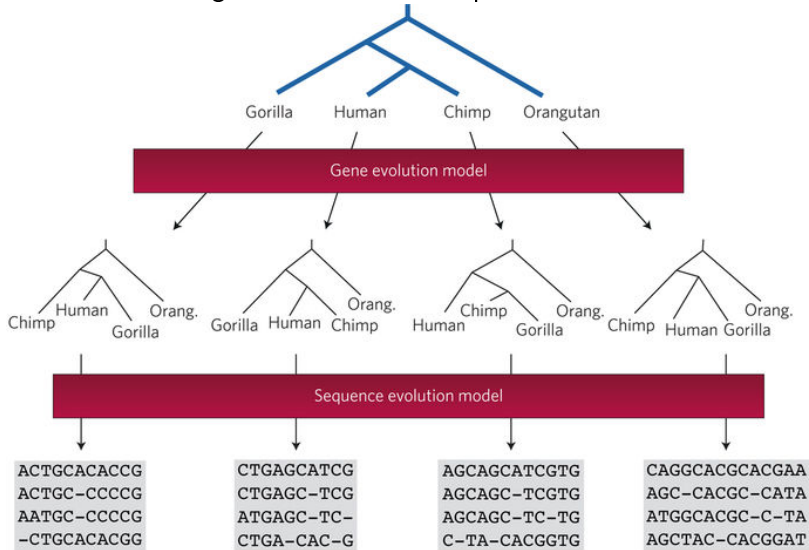 Gorilla Human Chimp Orangutan
Gene evolution model
Chimp Human Gorilla Orang.
Gorilla Human Chimp Orang.
Human Chimp Gorilla Orang.
Chimp Human Gorilla Orang.
Sequence evolution model
ACTGCACACCG
ACTGC-CCCCG
AATGC-CCCCG
-CTGCACACGG
CTGAGCATCG
CTGAGC-TCG
ATGAGC-TC-
CTGA-CAC-G
AGCAGCATCGTG
AGCAGC-TCGTG
AGCAGC-TC-TG
C-TA-CACGGTG
CAGGCACGCACGAA
AGC-CACGC-CATA
ATGGCACGC-C-TA
AGCTAC-CACGGAT